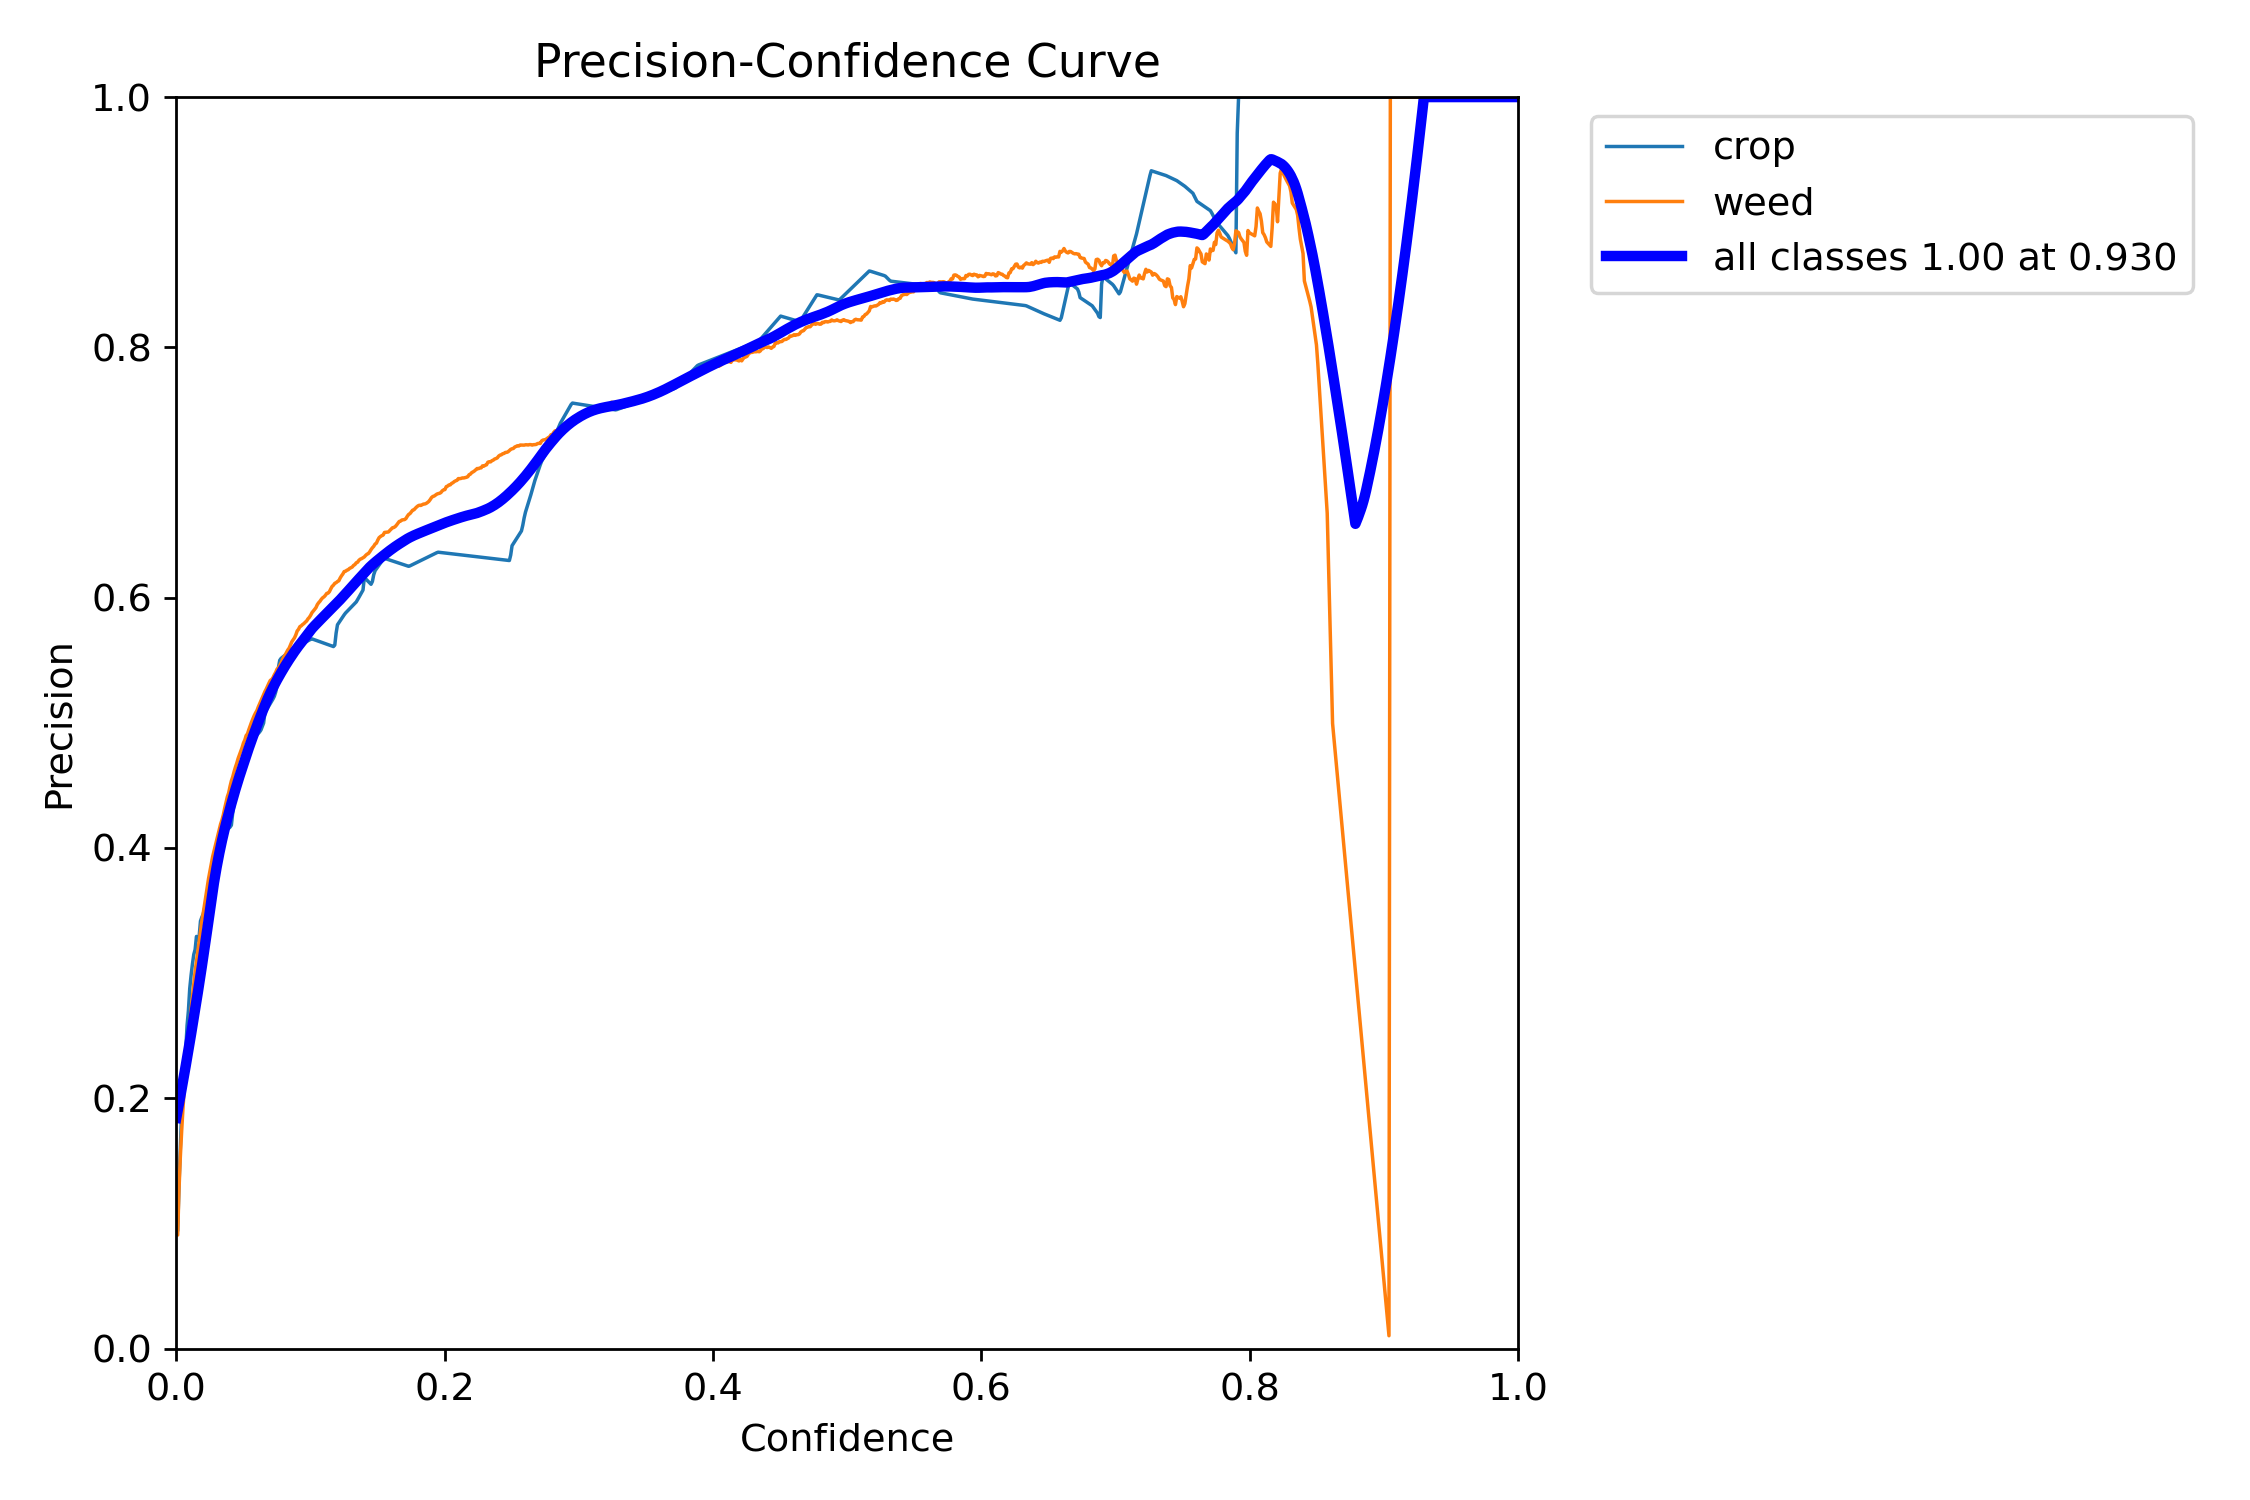 Precision-Confidence Curve
1.0
0.8
0.6
0.4
0.2
0.0
Precision
0.0 0.2 0.4 0.6 0.8 1.0
Confidence
crop
weed
all classes 1.00 at 0.930